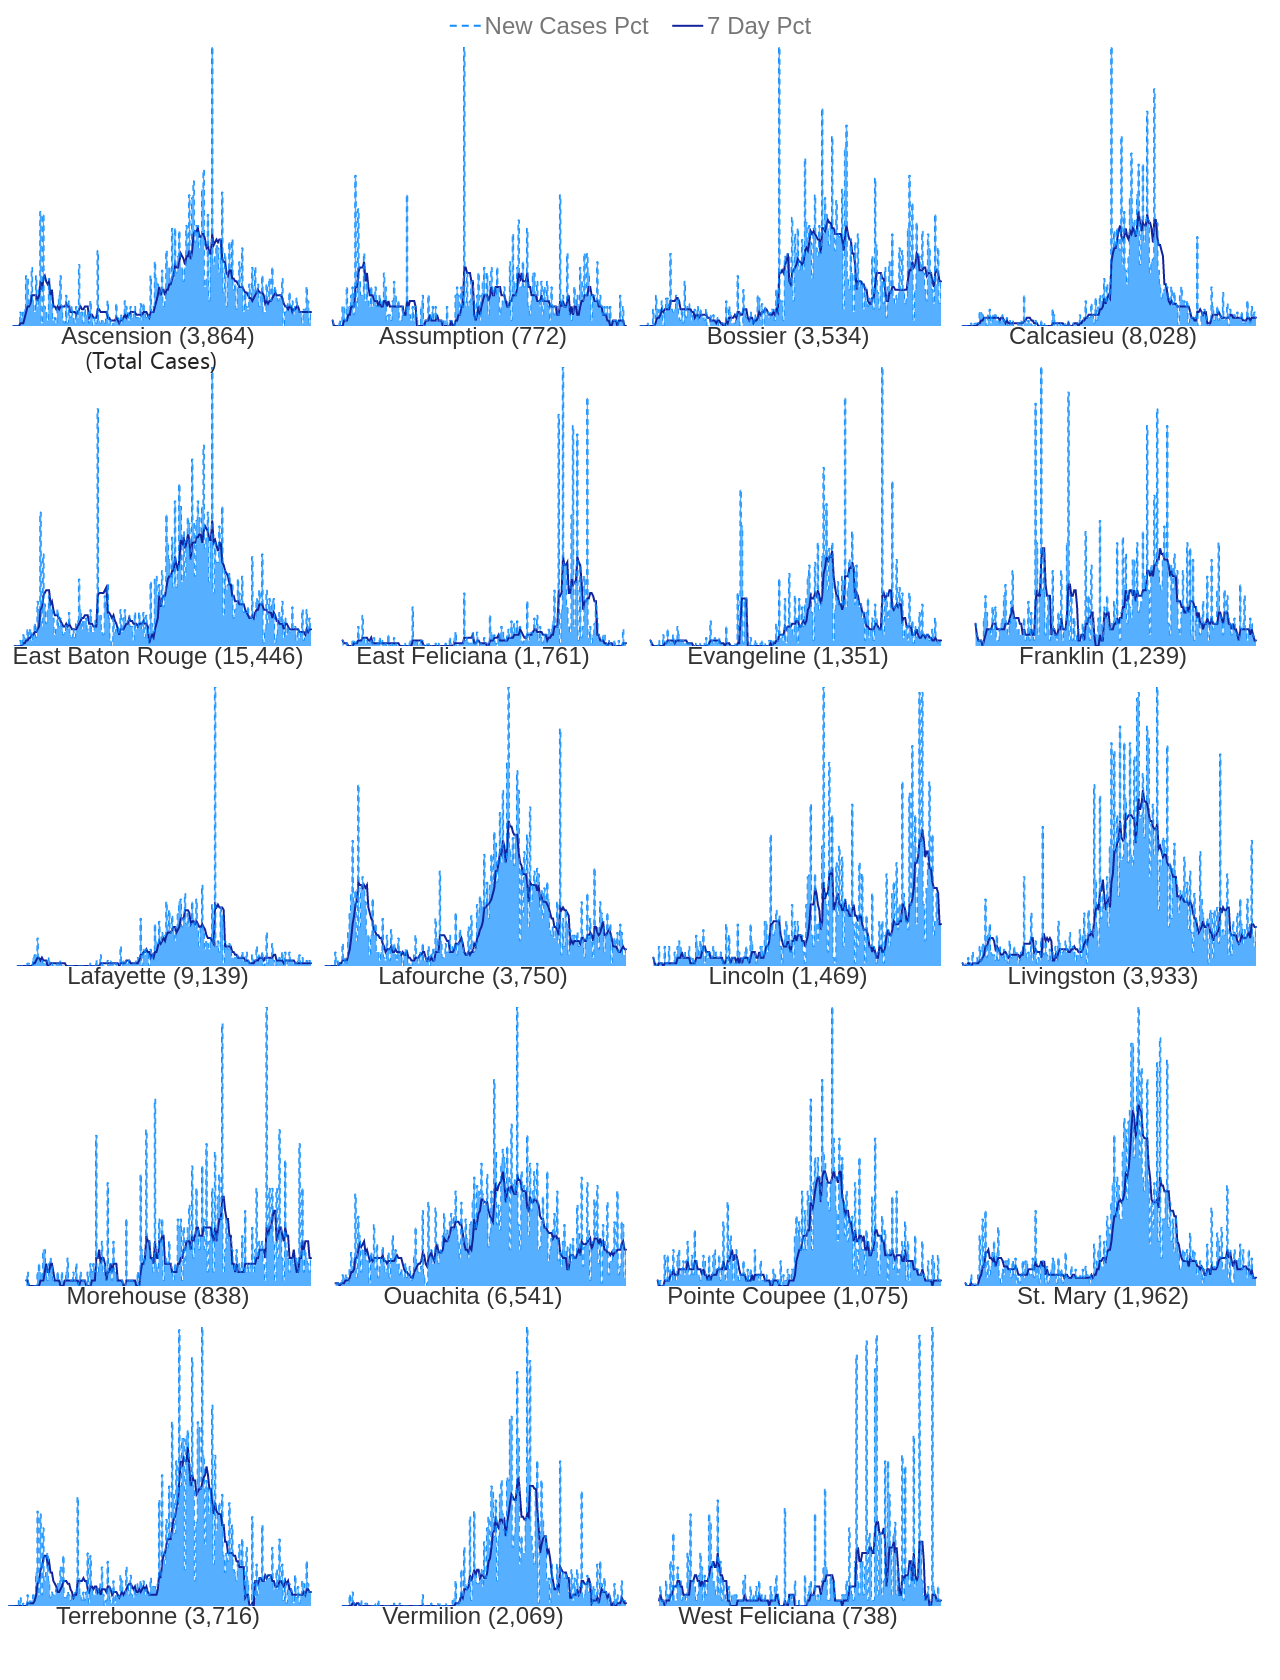 New Cases Pct 7 Day Pct
Ascension (3,864) Assumption (772) Bossier (3,534) Calcasieu (8,028)
(Total Cases)
East Baton Rouge (15,446) East Feliciana (1,761) Evangeline (1,351) Franklin (1,239)
Lafayette (9,139) Lafourche (3,750) Lincoln (1,469) Livingston (3,933)
Morehouse (838) Ouachita (6,541) Pointe Coupee (1,075) St. Mary (1,962)
Terrebonne (3,716) Vermilion (2,069) West Feliciana (738)